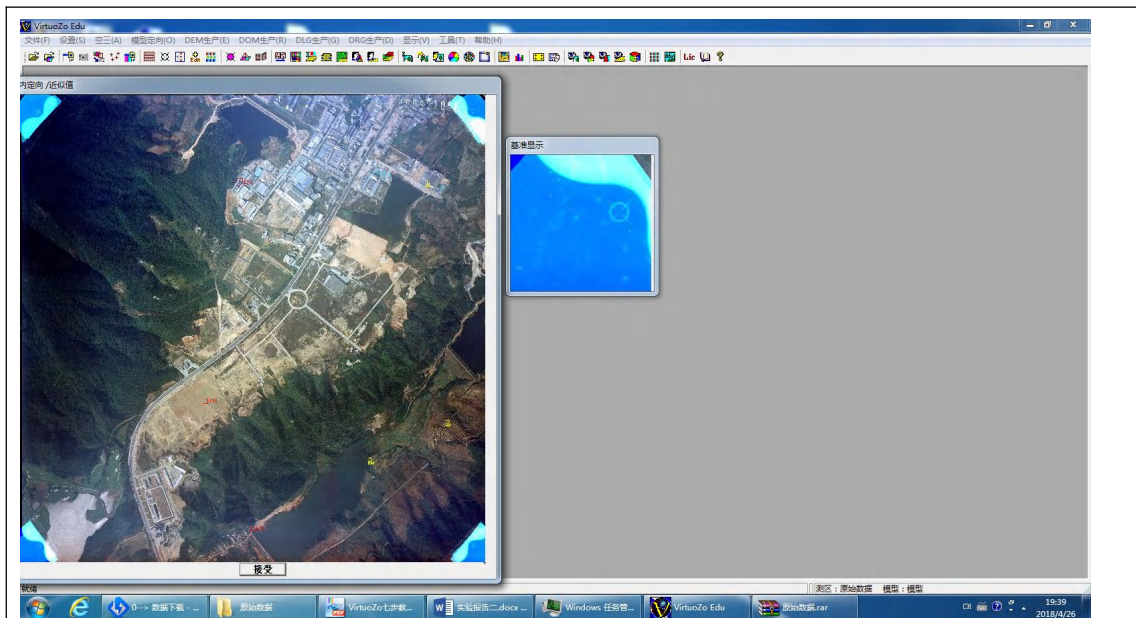 VirtuoZo Edu
文件(F) 设置(S) 空三(A) 模型定向(O) DEM生产(E) DOM生产(R) DLG生产(G) DRG生产(D) 显示(V) 工具(T) 帮助(H)
Lic
内定向 /近似值
基准显示
接受
就绪
测区：原始数据 模型：模型
0--> 数据下载 - ...
原始数据
VirtuoZo七步教...
实验报告二.docx ...
Windows 任务管...
VirtuoZo Edu
原始数据.rar
CH
19:39
2018/4/26